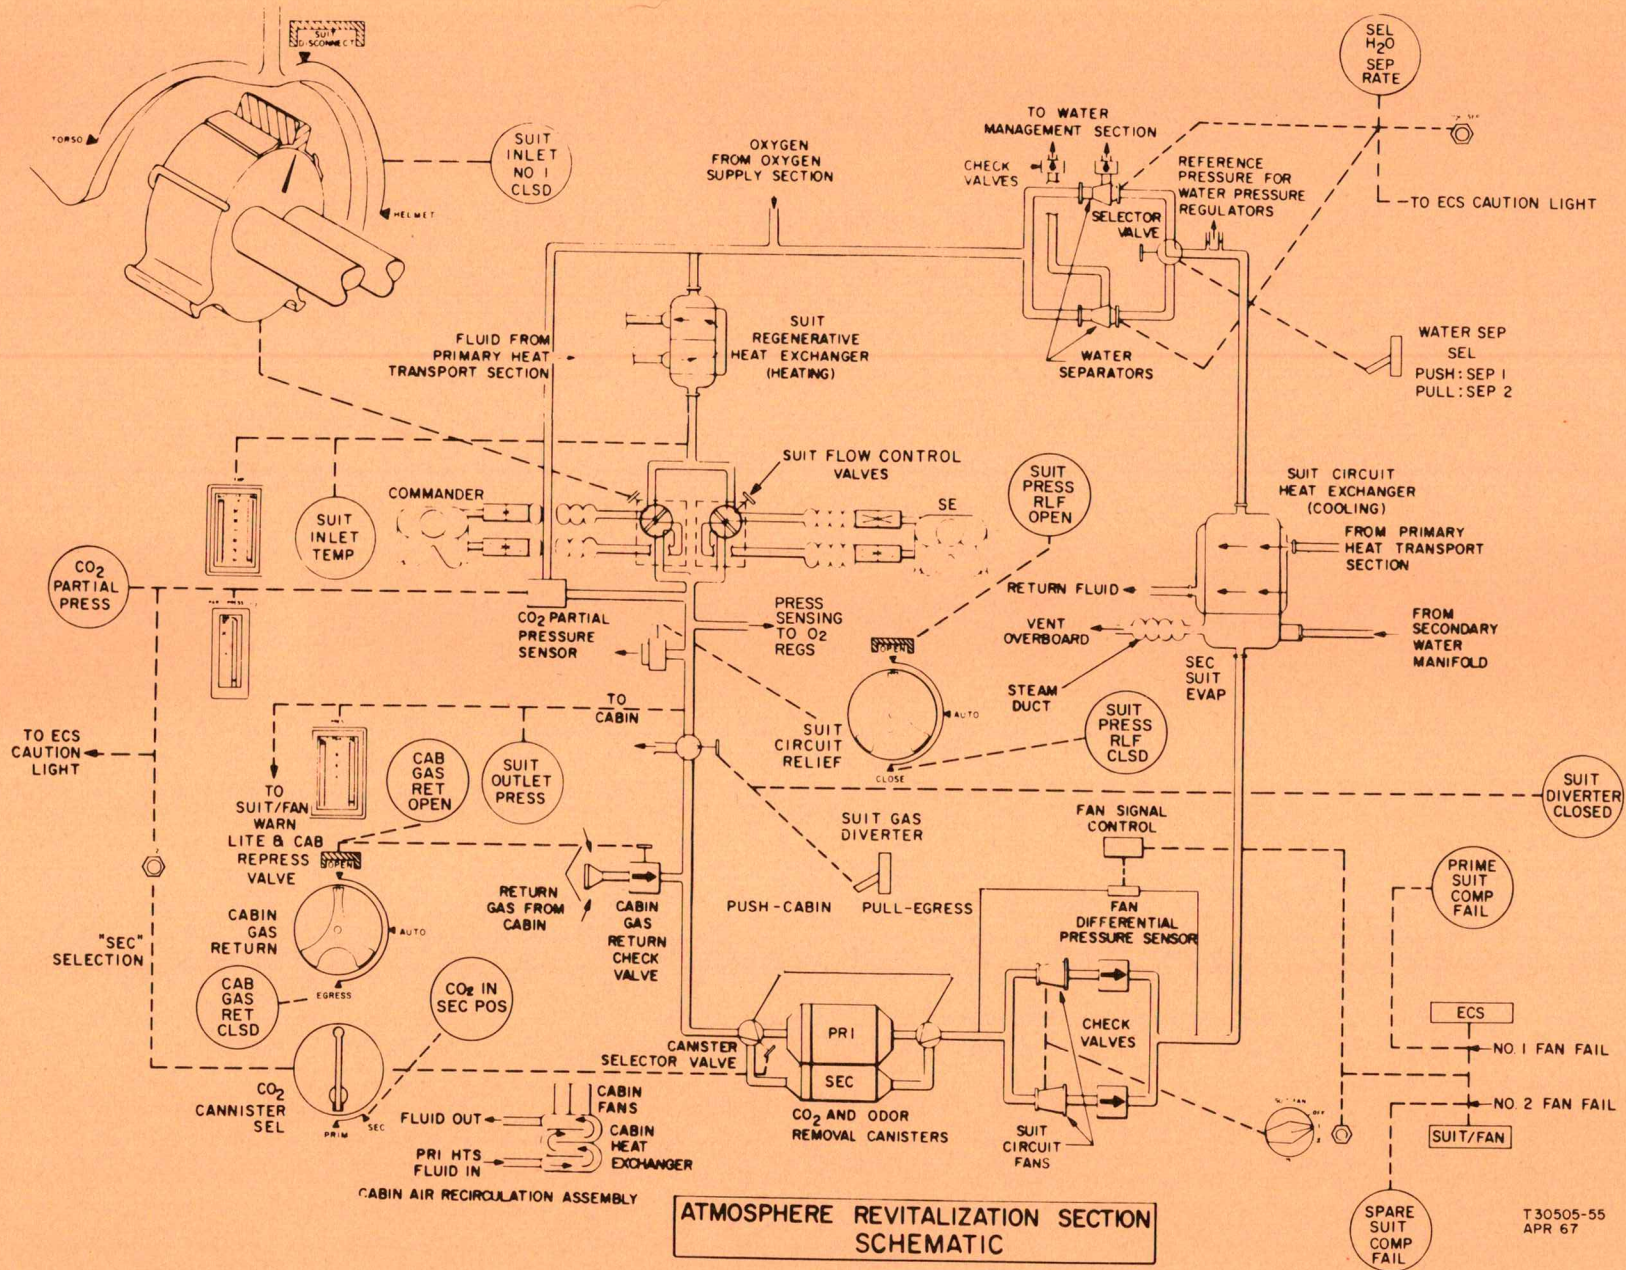 SUIT
DISCONNECT
TORSO
HELMET
SUIT
INLET
NO 1
CLSD
OXYGEN
FROM OXYGEN
SUPPLY SECTION
TO WATER
MANAGEMENT SECTION
CHECK
VALVES
SELECTOR
VALVE
REFERENCE
PRESSURE FOR
WATER PRESSURE
REGULATORS
SEL
H2O
SEP
RATE
TO ECS CAUTION LIGHT
FLUID FROM
PRIMARY HEAT
TRANSPORT SECTION
SUIT
REGENERATIVE
HEAT EXCHANGER
(HEATING)
WATER
SEPARATORS
WATER SEP
SEL
PUSH: SEP 1
PULL: SEP 2
SUIT FLOW CONTROL
VALVES
COMMANDER
SE
SUIT
INLET
TEMP
CO2
PARTIAL
PRESS
SUIT
PRESS
RLF
OPEN
SUIT CIRCUIT
HEAT EXCHANGER
(COOLING)
FROM PRIMARY
HEAT TRANSPORT
SECTION
RETURN FLUID
VENT
OVERBOARD
FROM
SECONDARY
WATER
MANIFOLD
SEC
SUIT
EVAP
STEAM
DUCT
CO2 PARTIAL
PRESSURE
SENSOR
PRESS
SENSING
TO O2
REGS
OPEN
AUTO
CLOSE
SUIT
PRESS
RLF
CLSD
TO
CABIN
SUIT
CIRCUIT
RELIEF
TO ECS
CAUTION
LIGHT
CAB
GAS
RET
OPEN
SUIT
OUTLET
PRESS
TO
SUIT/FAN
WARN
LITE & CAB
REPRESS
VALVE
SUIT
DIVERTER
CLOSED
SUIT GAS
DIVERTER
FAN SIGNAL
CONTROL
PUSH-CABIN PULL-EGRESS
FAN
DIFFERENTIAL
PRESSURE SENSOR
PRIME
SUIT
COMP
FAIL
OPEN
CABIN
GAS
RETURN
AUTO
EGRESS
RETURN
GAS FROM
CABIN
CABIN
GAS
RETURN
CHECK
VALVE
"SEC"
SELECTION
CAB
GAS
RET
CLSD
CO2 IN
SEC POS
CANISTER
SELECTOR VALVE
PRI
SEC
CO2 AND ODOR
REMOVAL CANISTERS
CHECK
VALVES
SUIT
CIRCUIT
FANS
ECS
NO. 1 FAN FAIL
NO. 2 FAN FAIL
SUIT/FAN
OFF
CO2
CANNISTER
SEL
PRIM
SEC
FLUID OUT
PRI HTS
FLUID IN
CABIN
FANS
CABIN
HEAT
EXCHANGER
CABIN AIR RECIRCULATION ASSEMBLY
ATMOSPHERE REVITALIZATION SECTION
SCHEMATIC
SPARE
SUIT
COMP
FAIL
T30505-55
APR 67